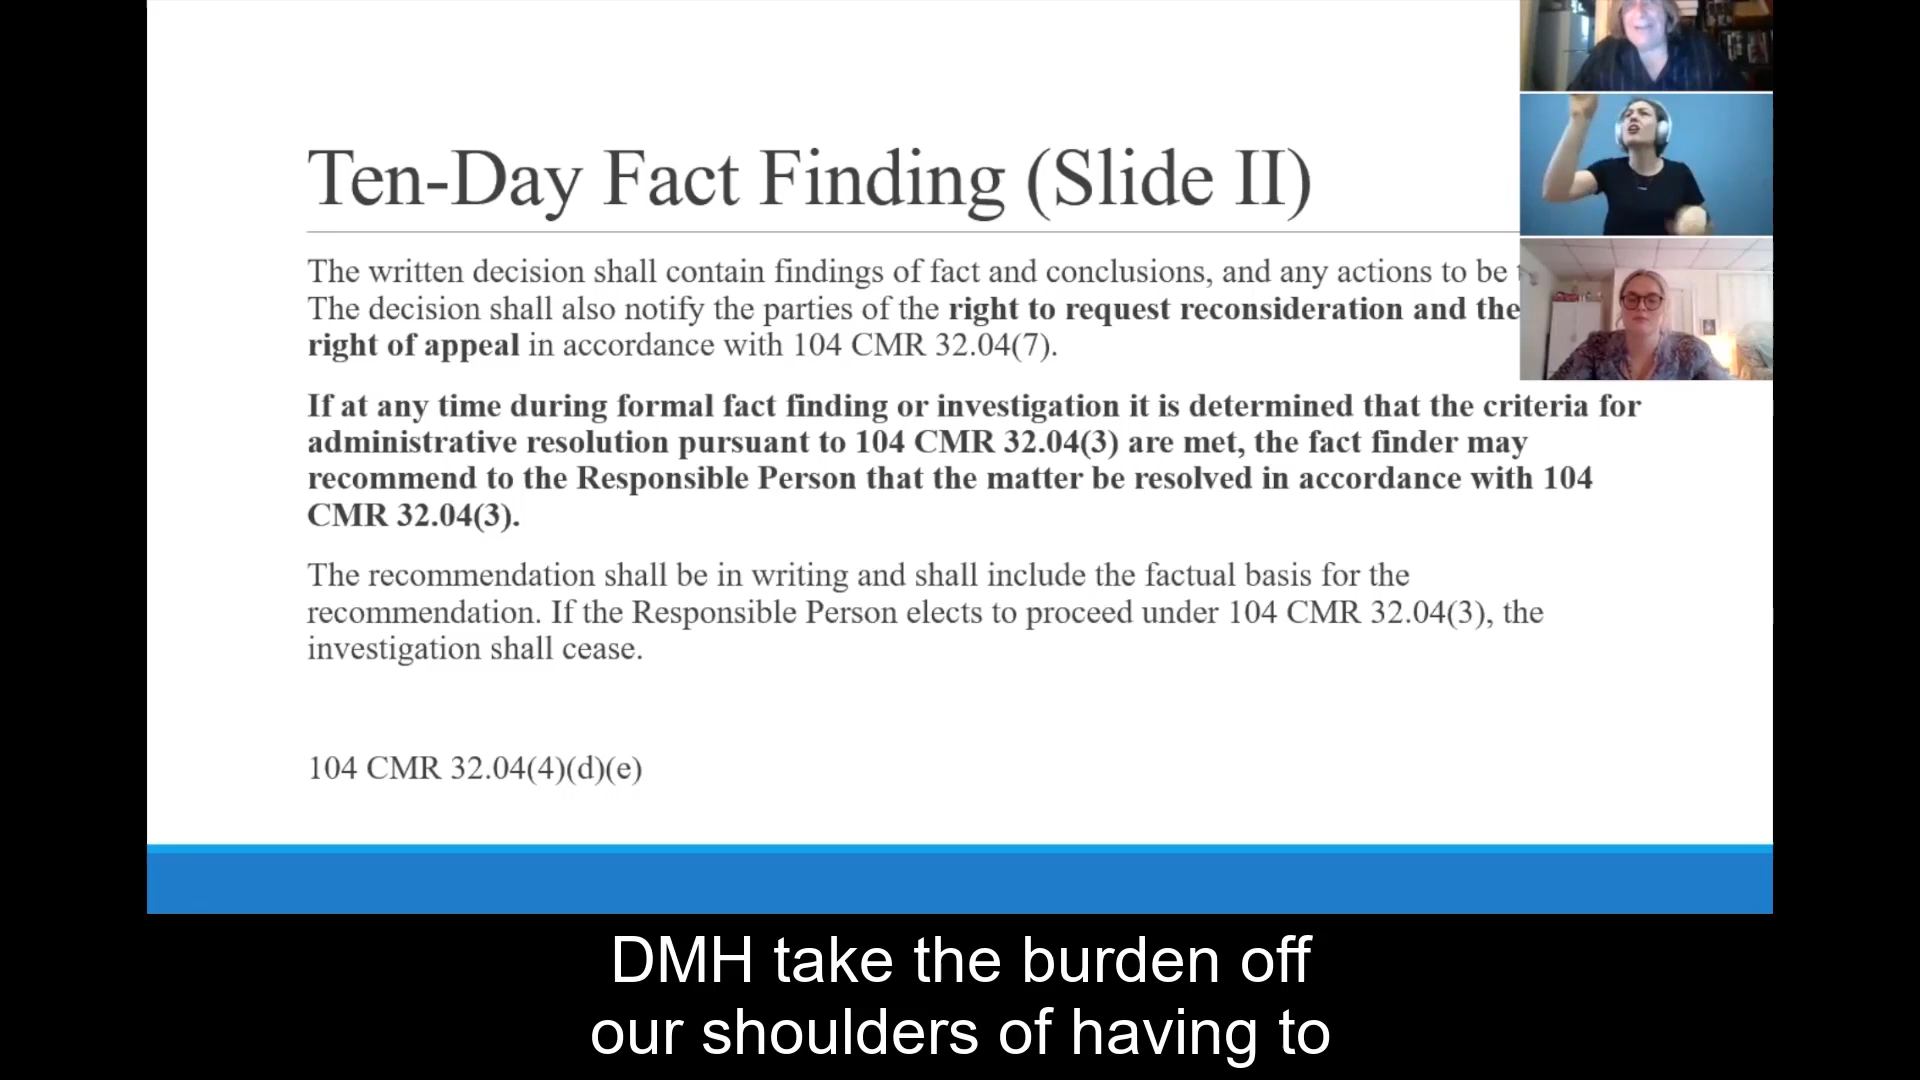 Ten-Day Fact Finding (Slide II)
The written decision shall contain findings of fact and conclusions, and any actions to be
The decision shall also notify the parties of the right to request reconsideration and the
right of appeal in accordance with 104 CMR 32.04(7).
If at any time during formal fact finding or investigation it is determined that the criteria for
administrative resolution pursuant to 104 CMR 32.04(3) are met, the fact finder may
recommend to the Responsible Person that the matter be resolved in accordance with 104
CMR 32.04(3).
The recommendation shall be in writing and shall include the factual basis for the
recommendation. If the Responsible Person elects to proceed under 104 CMR 32.04(3), the
investigation shall cease.
104 CMR 32.04(4)(d)(e)
DMH take the burden off
our shoulders of having to